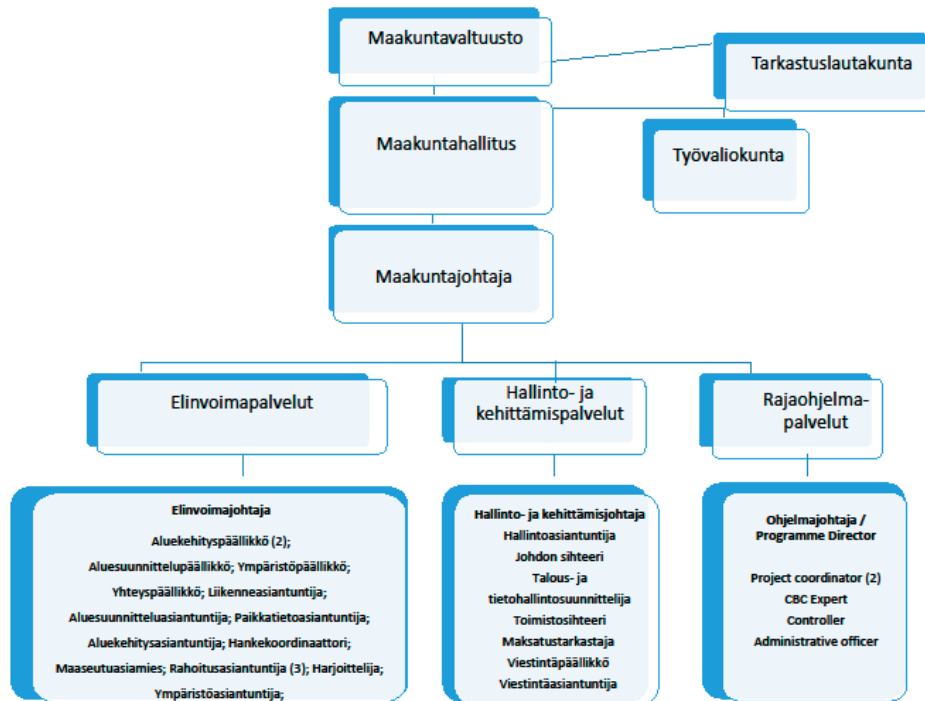 Maakuntavaltuusto
Tarkastuslautakunta
Maakuntahallitus
Työvaliokunta
Maakuntajohtaja
Elinvoimapalvelut
Hallinto- ja
kehittämispalvelut
Rajaohjelma-
palvelut
Elinvoimajohtaja
Aluekehityspäällikkö (2);
Aluesuunnittelupäällikkö; Ympäristöpäällikkö;
Yhteyspäällikkö; Liikenneasiantuntija;
Aluesuunnitteluasiantuntija; Paikkatietoasiantuntija;
Aluekehitysasiantuntija; Hankekoordinaattori;
Maaseutuasiamies; Rahoitusasiantuntija (3); Harjoittelija;
Ympäristöasiantuntija;
Hallinto- ja kehittämisjohtaja
Hallintoasiantuntija
Johdon sihteeri
Talous- ja
tietohallintosuunnittelija
Toimistosihteeri
Maksatustarkastaja
Viestintäpäällikkö
Viestintäasiantuntija
Ohjelmajohtaja /
Programme Director
Project coordinator (2)
CBC Expert
Controller
Administrative officer